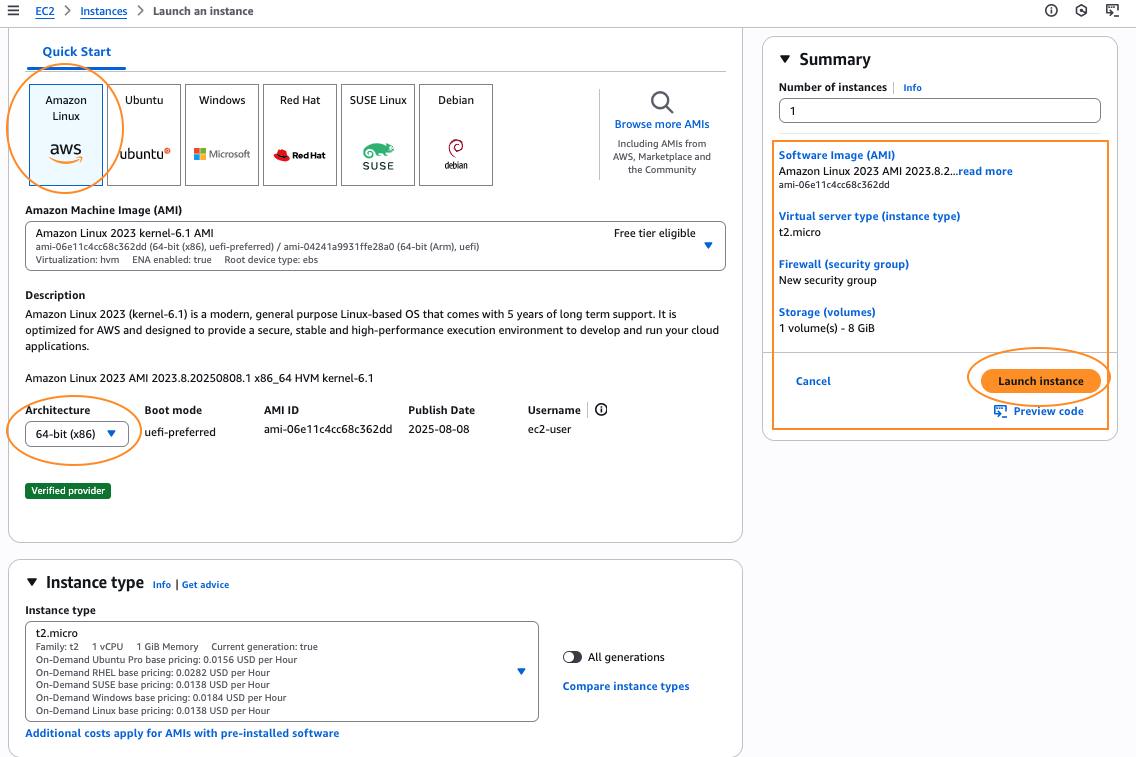 EC2 > Instances > Launch an instance
Quick Start
Amazon Linux
aws
Ubuntu
ubuntu
Windows
Microsoft
Red Hat
Red Hat
SUSE Linux
SUSE
Debian
debian
Browse more AMIs
Including AMIs from
AWS, Marketplace and
the Community
Amazon Machine Image (AMI)
Amazon Linux 2023 kernel-6.1 AMI
Free tier eligible
ami-06e11c4cc68c362dd (64-bit (x86), uefi-preferred) / ami-04241a9931ffe28a0 (64-bit (Arm), uefi)
Virtualization: hvm ENA enabled: true Root device type: ebs
Description
Amazon Linux 2023 (kernel-6.1) is a modern, general purpose Linux-based OS that comes with 5 years of long term support. It is
optimized for AWS and designed to provide a secure, stable and high-performance execution environment to develop and run your cloud
applications.
Amazon Linux 2023 AMI 2023.8.20250808.1 x86_64 HVM kernel-6.1
Architecture
64-bit (x86)
Boot mode
uefi-preferred
AMI ID
ami-06e11c4cc68c362dd
Publish Date
2025-08-08
Username
ec2-user
Verified provider
Instance type Info | Get advice
Instance type
t2.micro
Family: t2 1 vCPU 1 GiB Memory Current generation: true
On-Demand Ubuntu Pro base pricing: 0.0156 USD per Hour
On-Demand RHEL base pricing: 0.0282 USD per Hour
On-Demand SUSE base pricing: 0.0138 USD per Hour
On-Demand Windows base pricing: 0.0184 USD per Hour
On-Demand Linux base pricing: 0.0138 USD per Hour
All generations
Compare instance types
Additional costs apply for AMIs with pre-installed software
Summary
Number of instances | Info
1
Software Image (AMI)
Amazon Linux 2023 AMI 2023.8.2...read more
ami-06e11c4cc68c362dd
Virtual server type (instance type)
t2.micro
Firewall (security group)
New security group
Storage (volumes)
1 volume(s) - 8 GiB
Cancel
Launch instance
Preview code